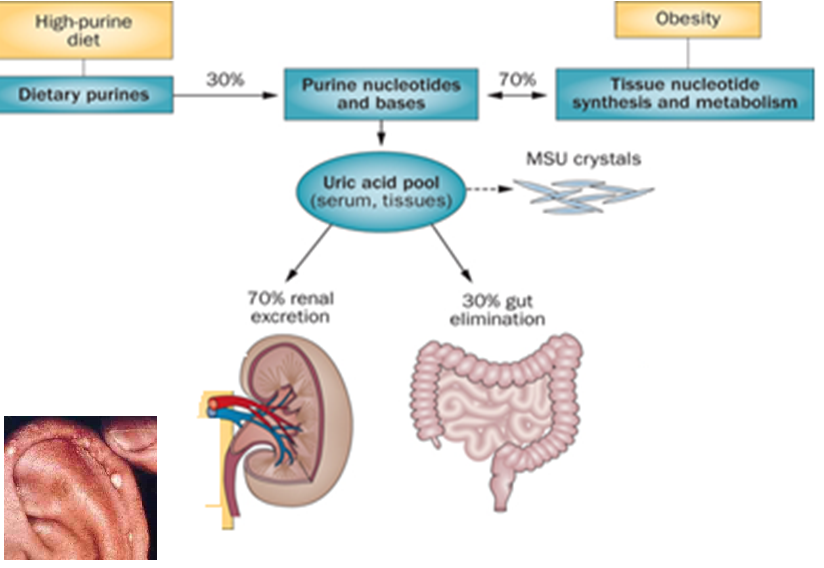 High-purine
diet
Obesity
Dietary purines
30%
Purine nucleotides
and bases
70%
Tissue nucleotide
synthesis and metabolism
Uric acid pool
(serum, tissues)
MSU crystals
70% renal
excretion
30% gut
elimination